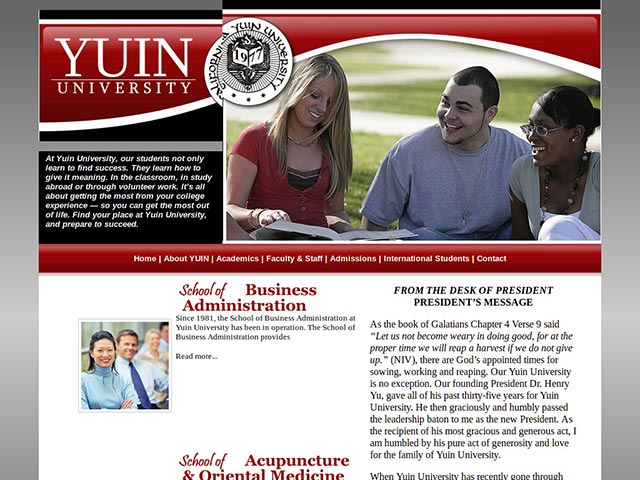 YUIN
UNIVERSITY
CALIFORNIA YUIN UNIVERSITY
1977
At Yuin University, our students not only
learn to find success. They learn how to
give it meaning. In the classroom, in study
abroad or through volunteer work. It's all
about getting the most from your college
experience — so you can get the most out
of life. Find your place at Yuin University,
and prepare to succeed.
Home | About YUIN | Academics | Faculty & Staff | Admissions | International Students | Contact
School of Business
Administration
Since 1981, the School of Business Administration at
Yuin University has been in operation. The School of
Business Administration provides
Read more...
School of Acupuncture
& Oriental Medicine
FROM THE DESK OF PRESIDENT
PRESIDENT'S MESSAGE
As the book of Galatians Chapter 4 Verse 9 said
"Let us not become weary in doing good, for at the
proper time we will reap a harvest if we do not give
up." (NIV), there are God's appointed times for
sowing, working and reaping. Our Yuin University
is no exception. Our founding President Dr. Henry
Yu, gave all of his past thirty-five years for Yuin
University. He then graciously and humbly passed
the leadership baton to me as the new President. As
the recipient of his most gracious and generous act, I
am humbled by his pure act of generosity and love
for the family of Yuin University.
When Yuin University has recently gone through